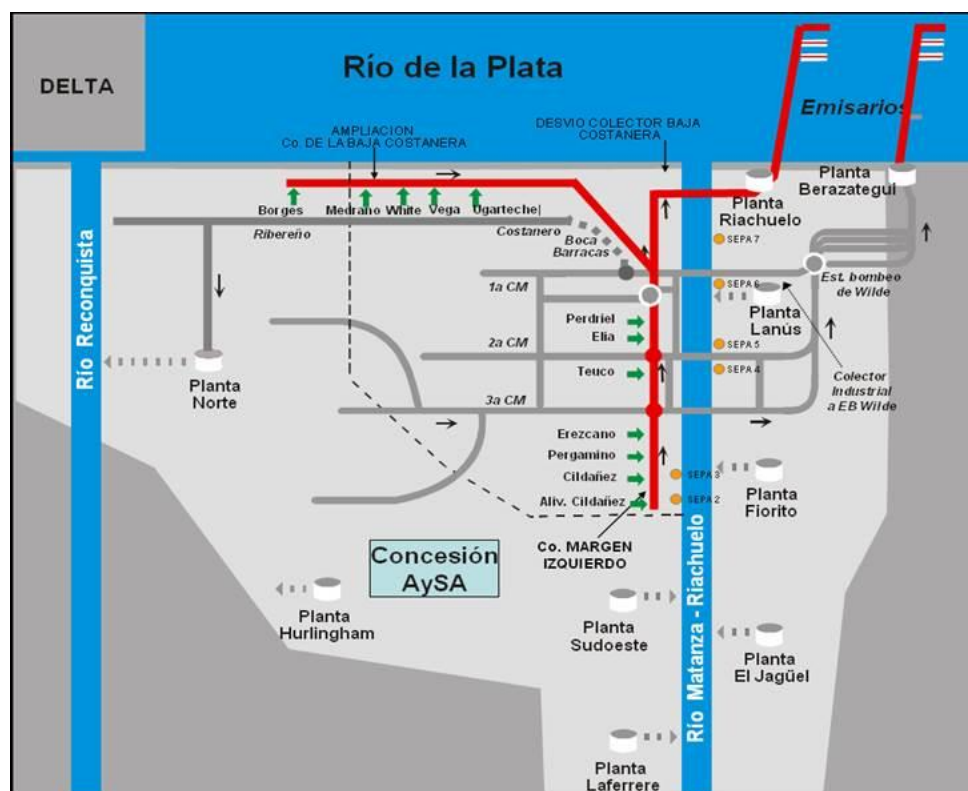 Río de la Plata
DELTA
Emisarios
AMPLIACION
Co. DE LA BAJA COSTANERA
DESVIO COLECTOR BAJA
COSTANERA
Planta
Riachuelo
Planta
Berazategui
Borges
Medrano
White
Vega
Ugarteche|
Ribereño
Costanero
Boca
Barracas
SEPA 7
1a CM
SEPA 6
Est. bombeo
de Wilde
Planta
Lanús
Perdriel
Elia
2a CM
SEPA 5
Teuco
SEPA 4
Colector
Industrial
a EB Wilde
Río Reconquista
Planta
Norte
3a CM
Erezcano
Pergamino
Cildañez
SEPA 3
Aliv. Cildañez
SEPA 2
Planta
Fiorito
Co. MARGEN
IZQUIERDO
Concesión
AySA
Planta
Hurlingham
Planta
Sudoeste
Río Matanza - Riachuelo
Planta
El Jagüel
Planta
Laferrere